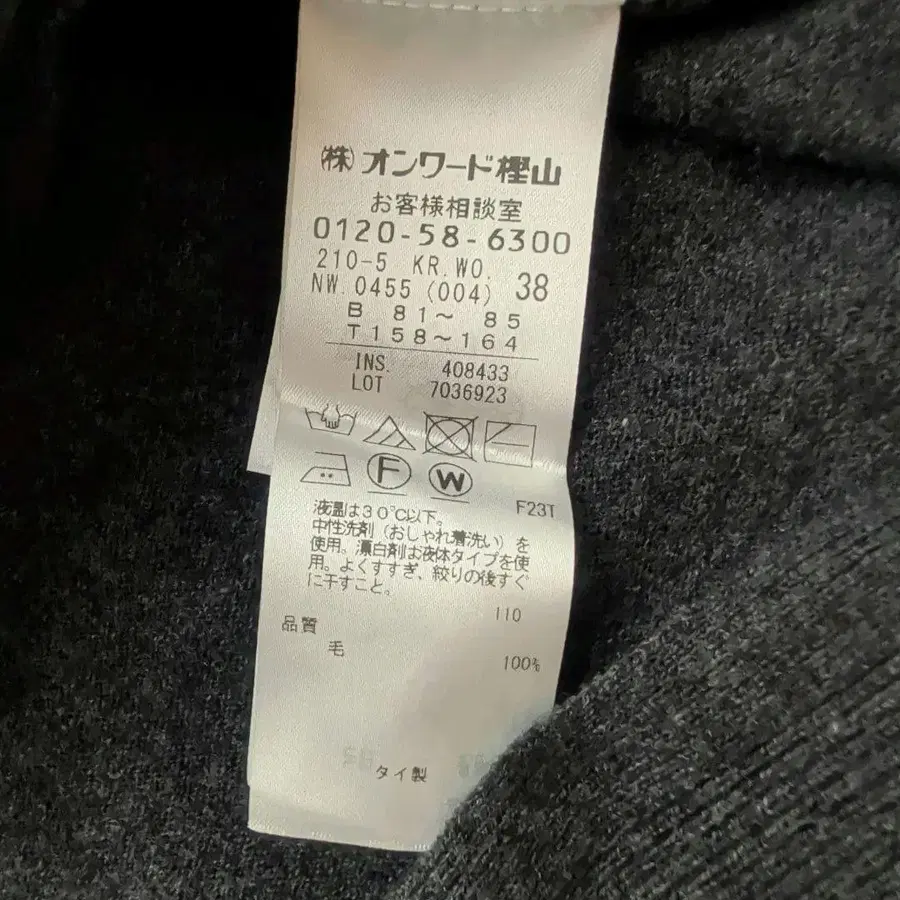 (株)オンワード樫山
お客様相談室
0120-58-6300
210-5 KR.WO. 38
NW.0455 (004)
B 81～ 85
T158～164
INS. 408433
LOT 7036923
F W
F23T
液温は30℃以下。
中性洗剤(おしゃれ着洗い)を
使用。漂白剤は液体タイプを使
用。よくすすぎ、絞りの後すぐ
に干すこと。
110
品質
毛
100%
タイ製